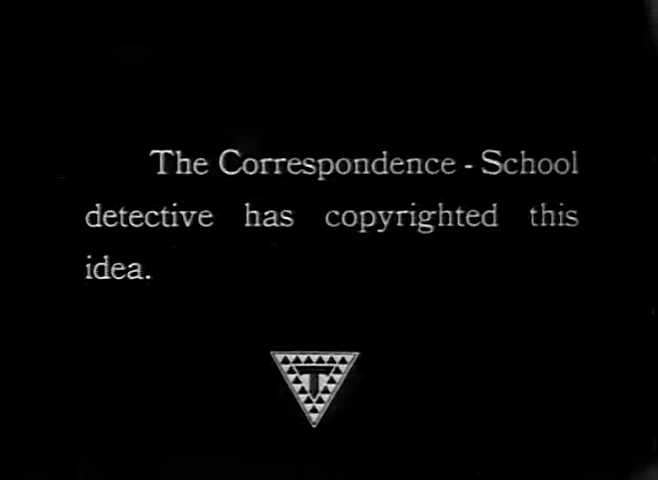 The Correspondence - School
detective has copyrighted this
idea.
T